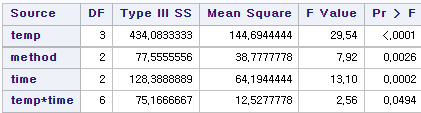 Source DF Type III SS Mean Square F Value Pr > F
temp 3 434,0833333 144,6944444 29,54 <,0001
method 2 77,5555556 38,7777778 7,92 0,0026
time 2 128,3888889 64,1944444 13,10 0,0002
temp*time 6 75,1666667 12,5277778 2,56 0,0494